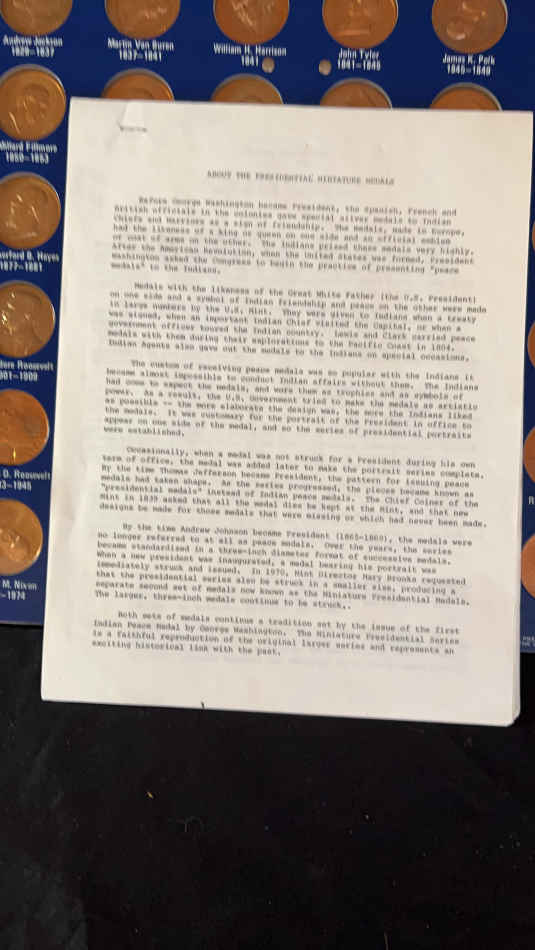 Andrew Jackson
1829–1837
Martin Van Buren
1837–1841
William H. Harrison
1841
John Tyler
1841–1845
James K. Polk
1845–1849
Millard Fillmore
1850–1853
Rutherford B. Hayes
1877–1881
Roosevelt
1901–1909
D. Roosevelt
–1945
M. Nixon
–1974
ABOUT THE PRESIDENTIAL MINIATURE MEDALS
Before George Washington became President, the Spanish, French and
British officials in the colonies gave special silver medals to Indian
Chiefs and Warriors as a sign of friendship. The medals, made in Europe,
had the likeness of a king or queen on one side and an official emblem
or coat of arms on the other. The Indians prized these medals very highly.
After the American Revolution, when the United States was formed, President
Washington asked the Congress to begin the practice of presenting "peace
medals" to the Indians.
Medals with the likeness of the Great White Father (the U.S. President)
on one side and a symbol of Indian friendship and peace on the other were made
in large numbers by the U.S. Mint. They were given to Indians when a treaty
was signed, when an important Indian Chief visited the Capital, or when a
government officer toured the Indian country. Lewis and Clark carried peace
medals with them during their explorations to the Pacific Coast in 1804.
Indian Agents also gave out the medals to the Indians on special occasions.
The custom of receiving peace medals was so popular with the Indians it
became almost impossible to conduct Indian affairs without them. The Indians
had come to expect the medals, and wore them as trophies and as symbols of
power. As a result, the U.S. Government tried to make the medals as artistic
as possible -- the more elaborate the design was, the more the Indians liked
the medals. It was customary for the portrait of the President in office to
appear on one side of the medal, and so the series of presidential portraits
were established.
Occasionally, when a medal was not struck for a President during his own
term of office, the medal was added later to make the portrait series complete.
By the time Thomas Jefferson became President, the pattern for issuing peace
medals had taken shape. As the series progressed, the pieces became known as
"presidential medals" instead of Indian peace medals. The Chief Coiner of the
Mint in 1839 asked that all the medal dies be kept at the Mint, and that new
designs be made for those medals that were missing or which had never been made.
By the time Andrew Johnson became President (1865-1869), the medals were
no longer referred to at all as peace medals. Over the years, the series
became standardized in a three-inch diameter format of successive medals.
When a new president was inaugurated, a medal bearing his portrait was
immediately struck and issued. In 1970, Mint Director Mary Brooks requested
that the presidential series also be struck in a smaller size, producing a
separate second set of medals now known as the Miniature Presidential Medals.
The larger, three-inch medals continue to be struck..
Both sets of medals continue a tradition set by the issue of the first
Indian Peace Medal by George Washington. The Miniature Presidential Series
is a faithful reproduction of the original larger series and represents an
exciting historical link with the past.